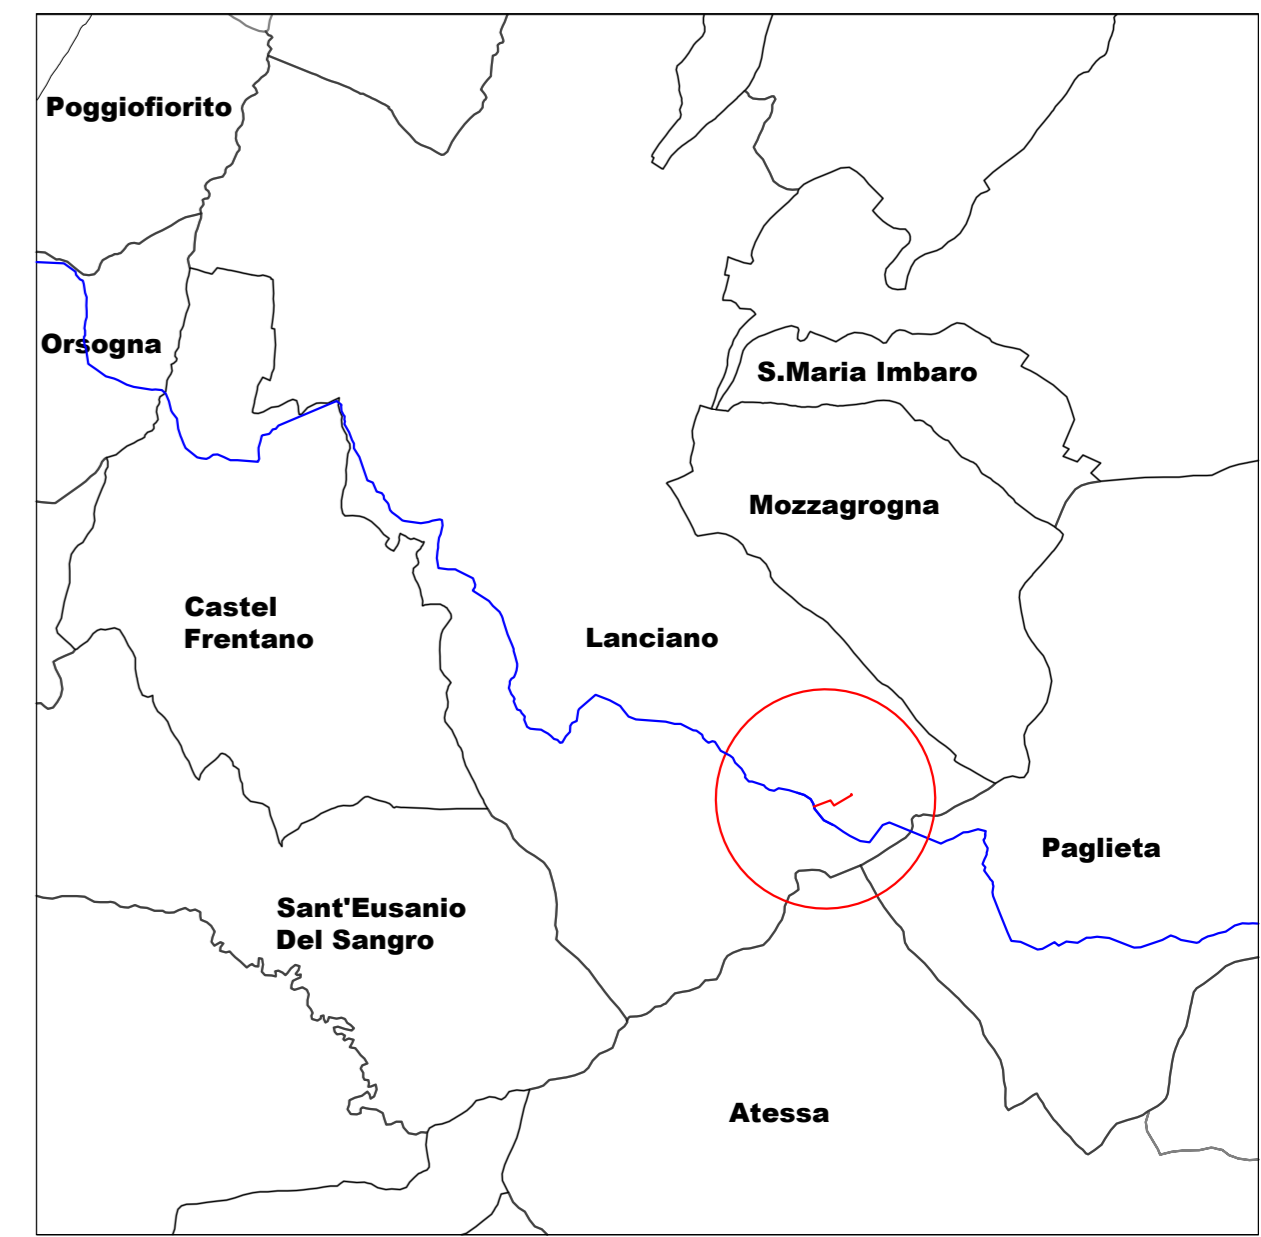 Poggiofiorito
Orsogna
S.Maria Imbaro
Mozzagrogna
Castel
Frentano
Lanciano
Paglieta
Sant'Eusanio
Del Sangro
Atessa